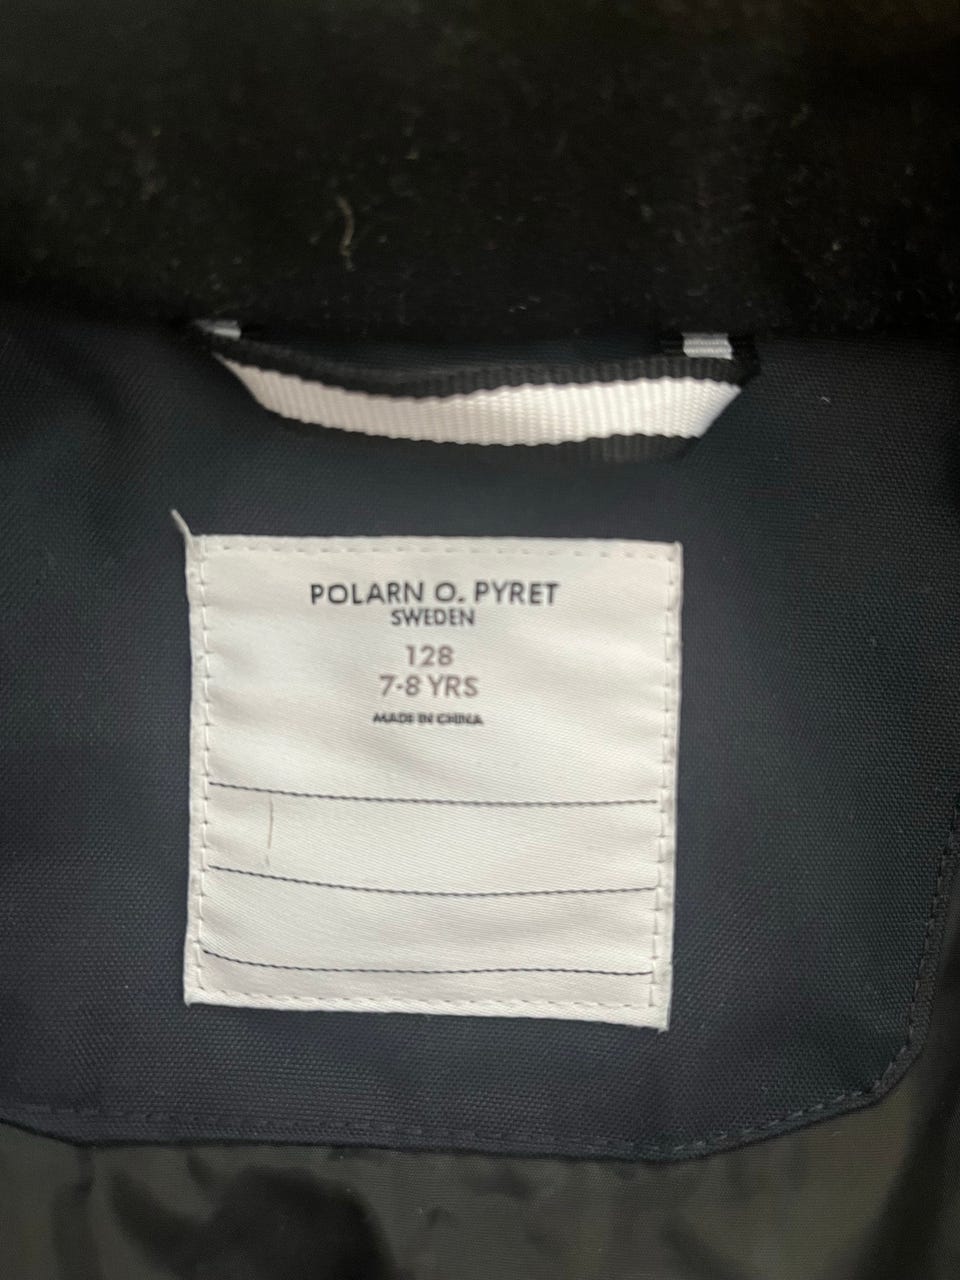 POLARN O. PYRET
SWEDEN
128
7-8 YRS
MADE IN CHINA